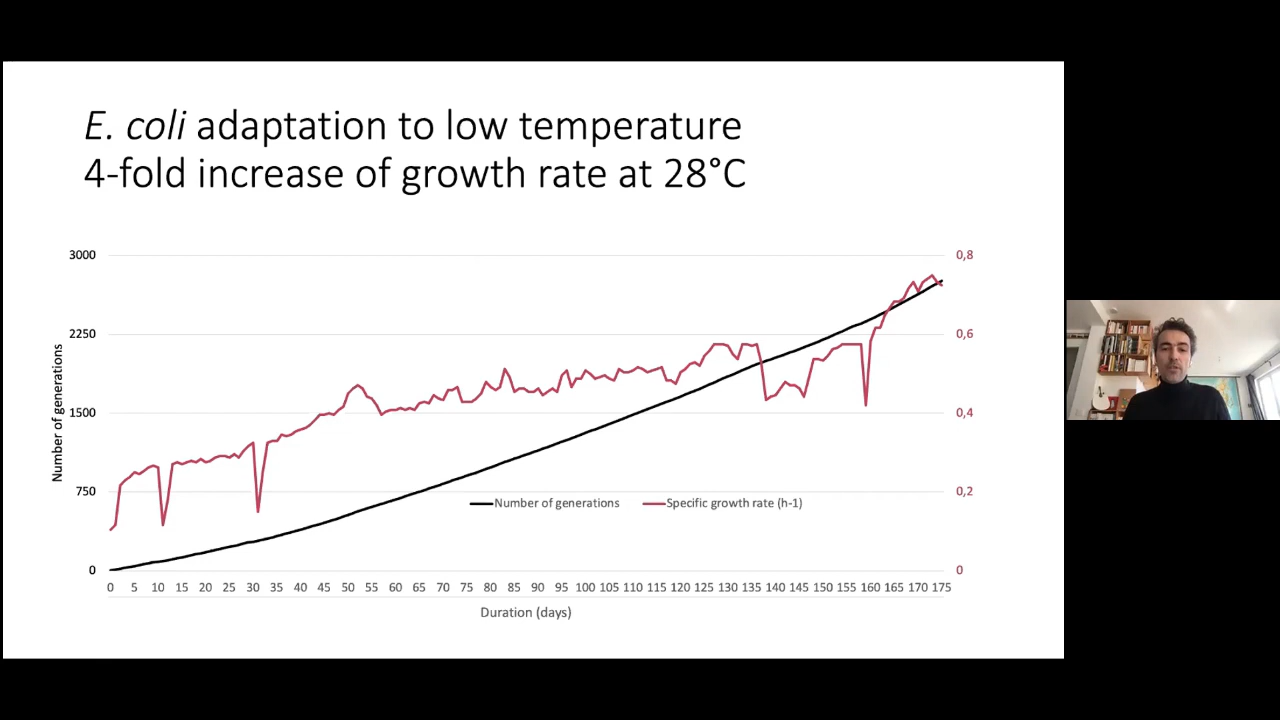 E. coli adaptation to low temperature
4-fold increase of growth rate at 28°C
3000
2250
1500
750
0
Number of generations
0,8
0,6
0,4
0,2
0
Number of generations
Specific growth rate (h-1)
0 5 10 15 20 25 30 35 40 45 50 55 60 65 70 75 80 85 90 95 100 105 110 115 120 125 130 135 140 145 150 155 160 165 170 175
Duration (days)